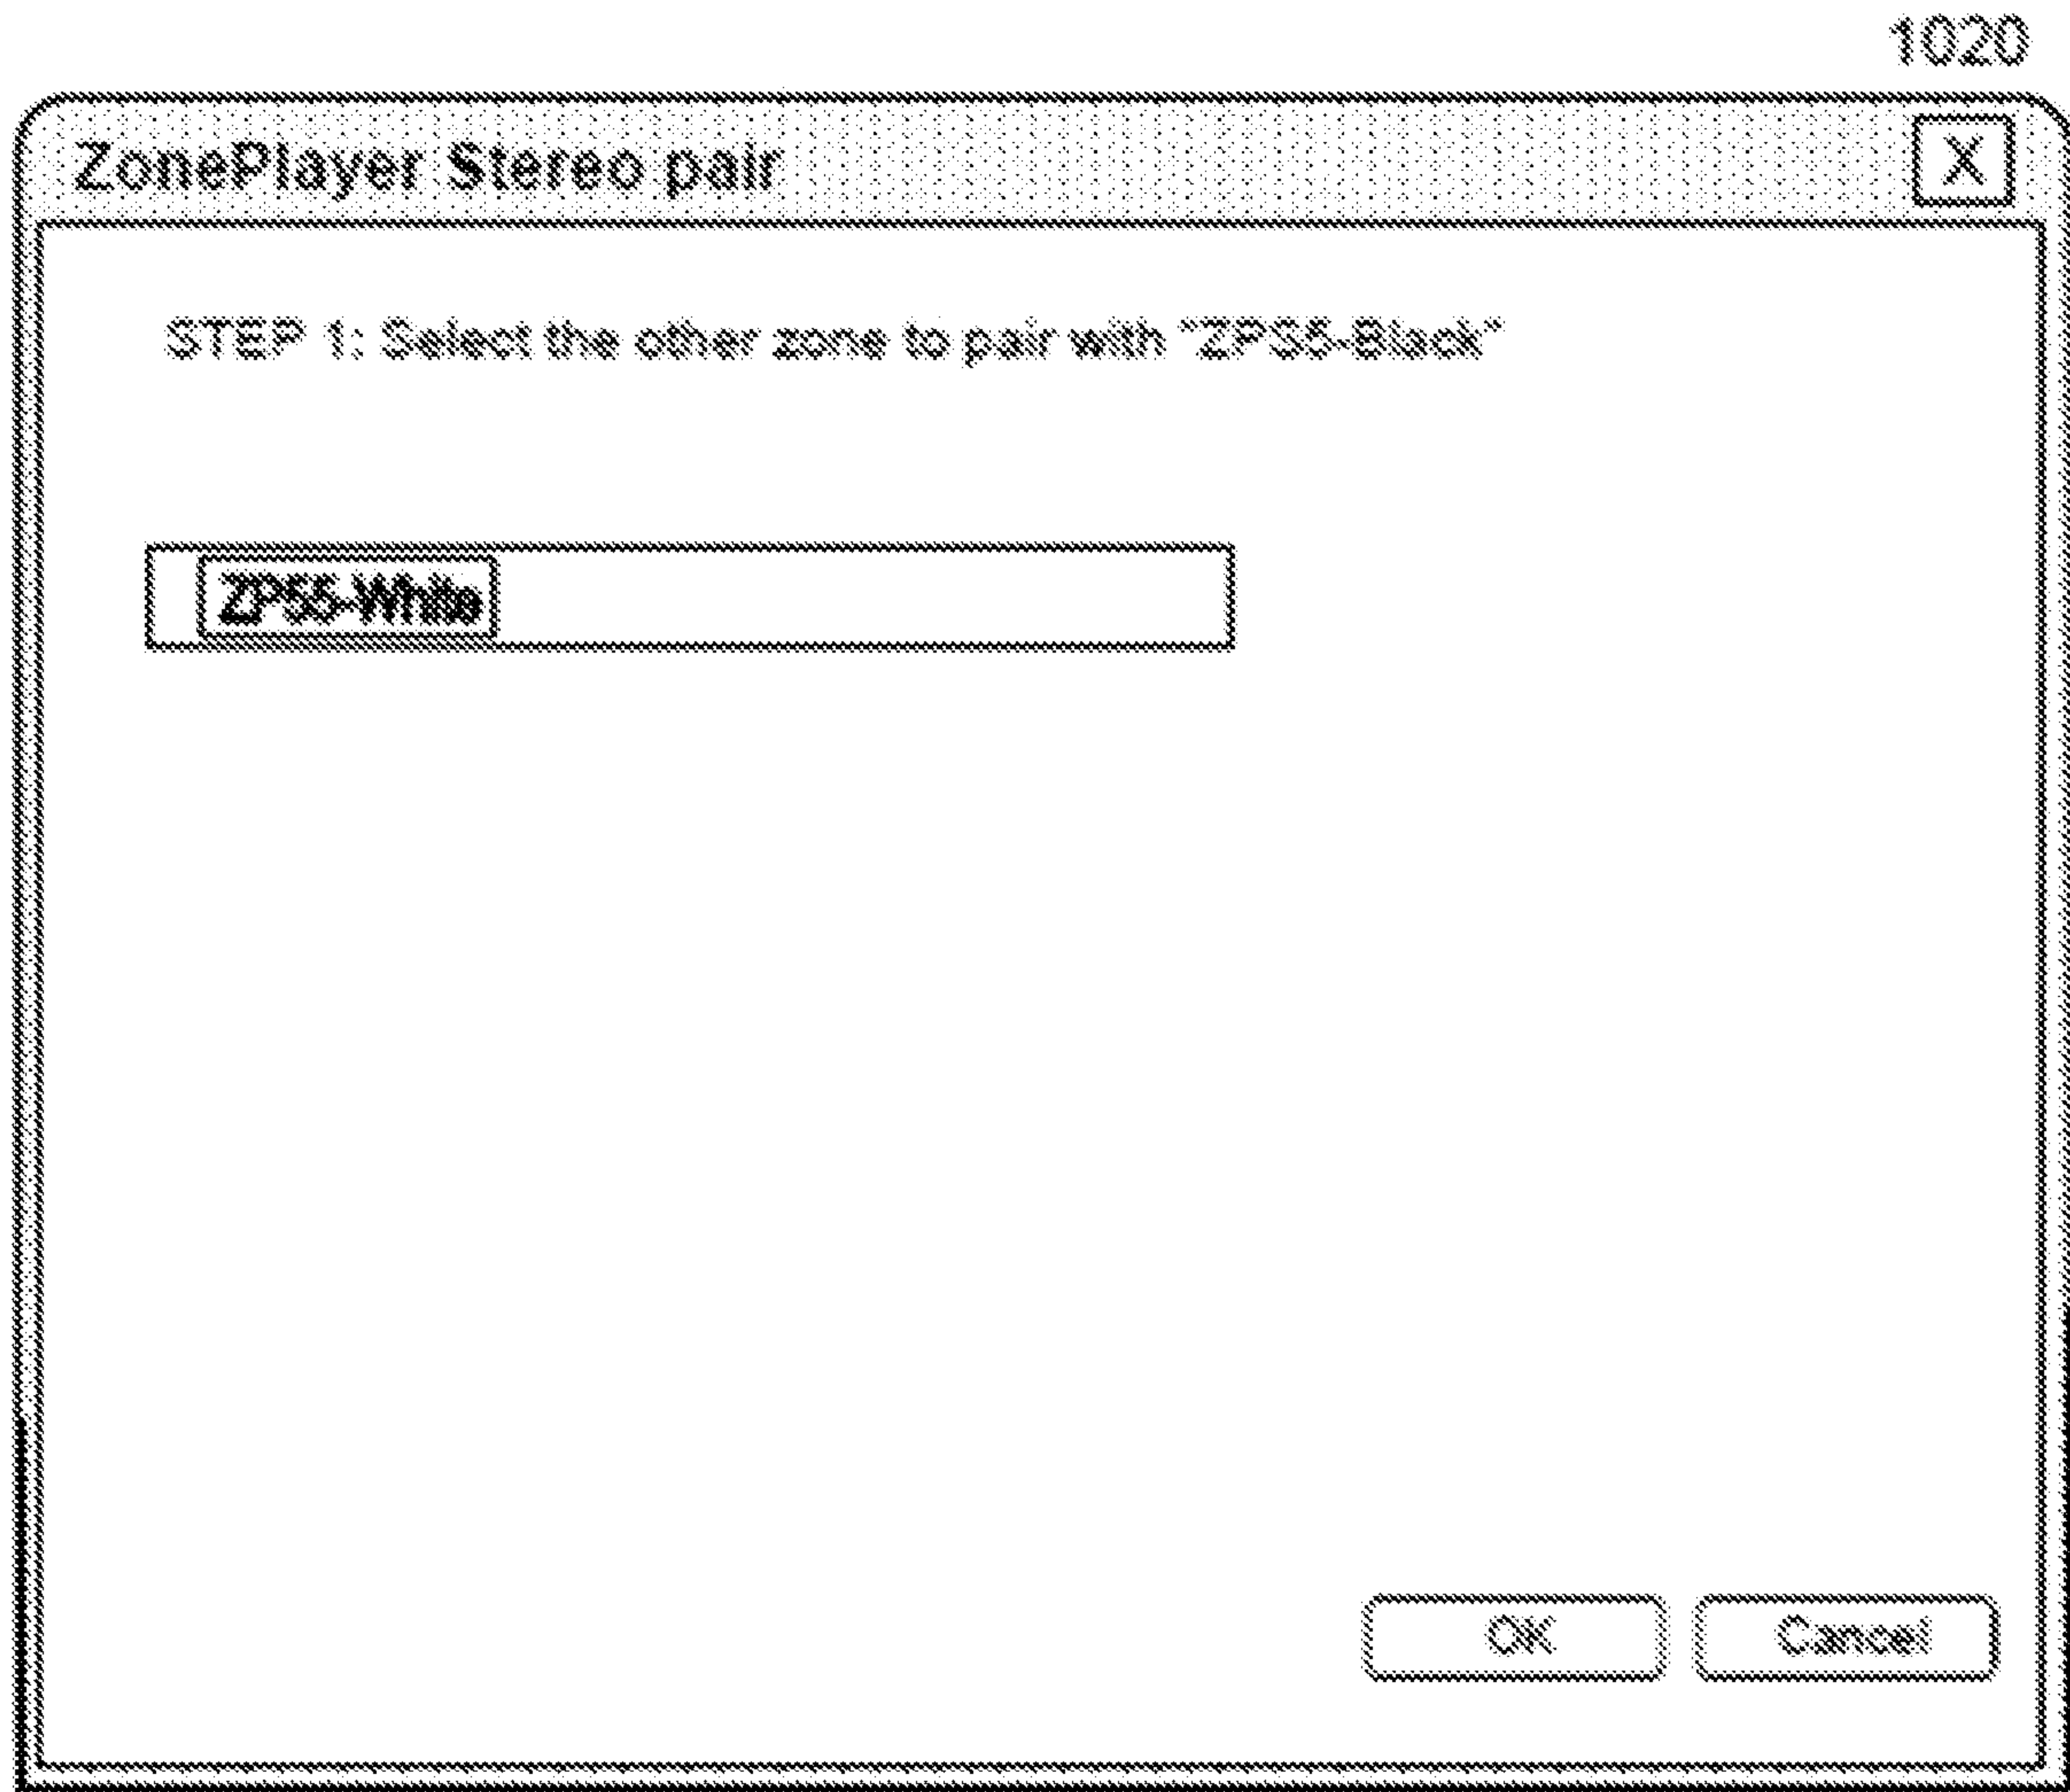 1020
ZonePlayer Stereo pair
X
STEP 1: Select the other zone to pair with "ZPS5-Black"
ZPS5-White
OK
Cancel